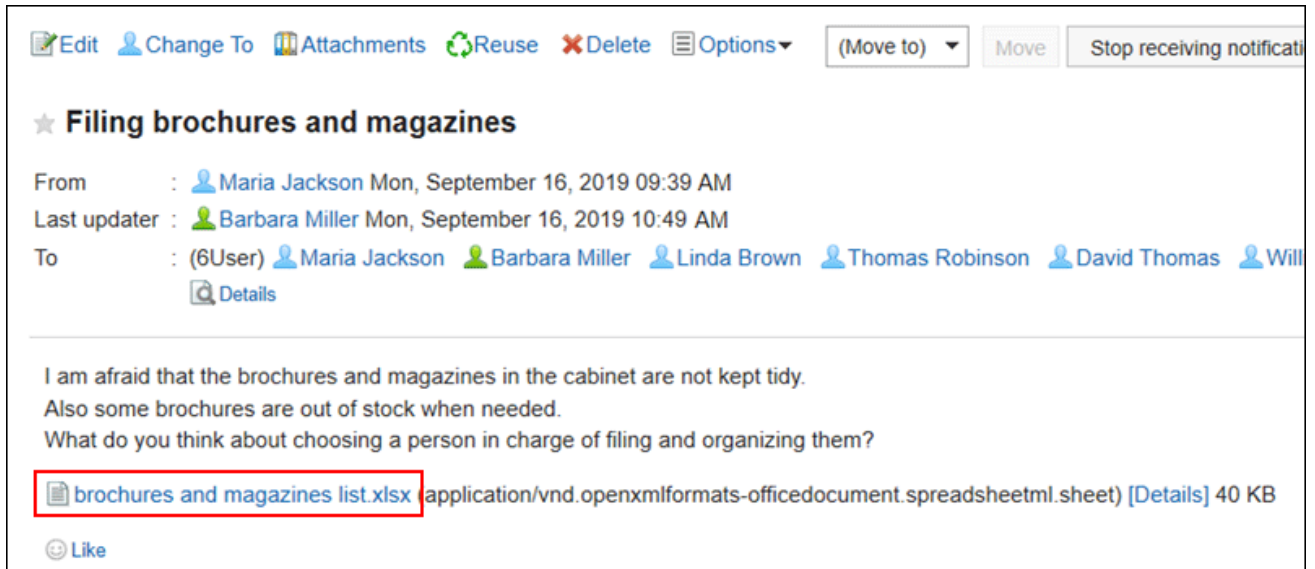 Edit Change To Attachments Reuse Delete Options (Move to) Move Stop receiving
Filing brochures and magazines
From : Maria Jackson Mon, September 16, 2019 09:39 AM
Last updater : Barbara Miller Mon, September 16, 2019 10:49 AM
To : (6User) Maria Jackson Barbara Miller Linda Brown Thomas Robinson David Thomas
Details
I am afraid that the brochures and magazines in the cabinet are not kept tidy.
Also some brochures are out of stock when needed.
What do you think about choosing a person in charge of filing and organizing them?
brochures and magazines list.xlsx (application/vnd.openxmlformats-officedocument.spreadsheetml.sheet) [Details] 40 KB
Like